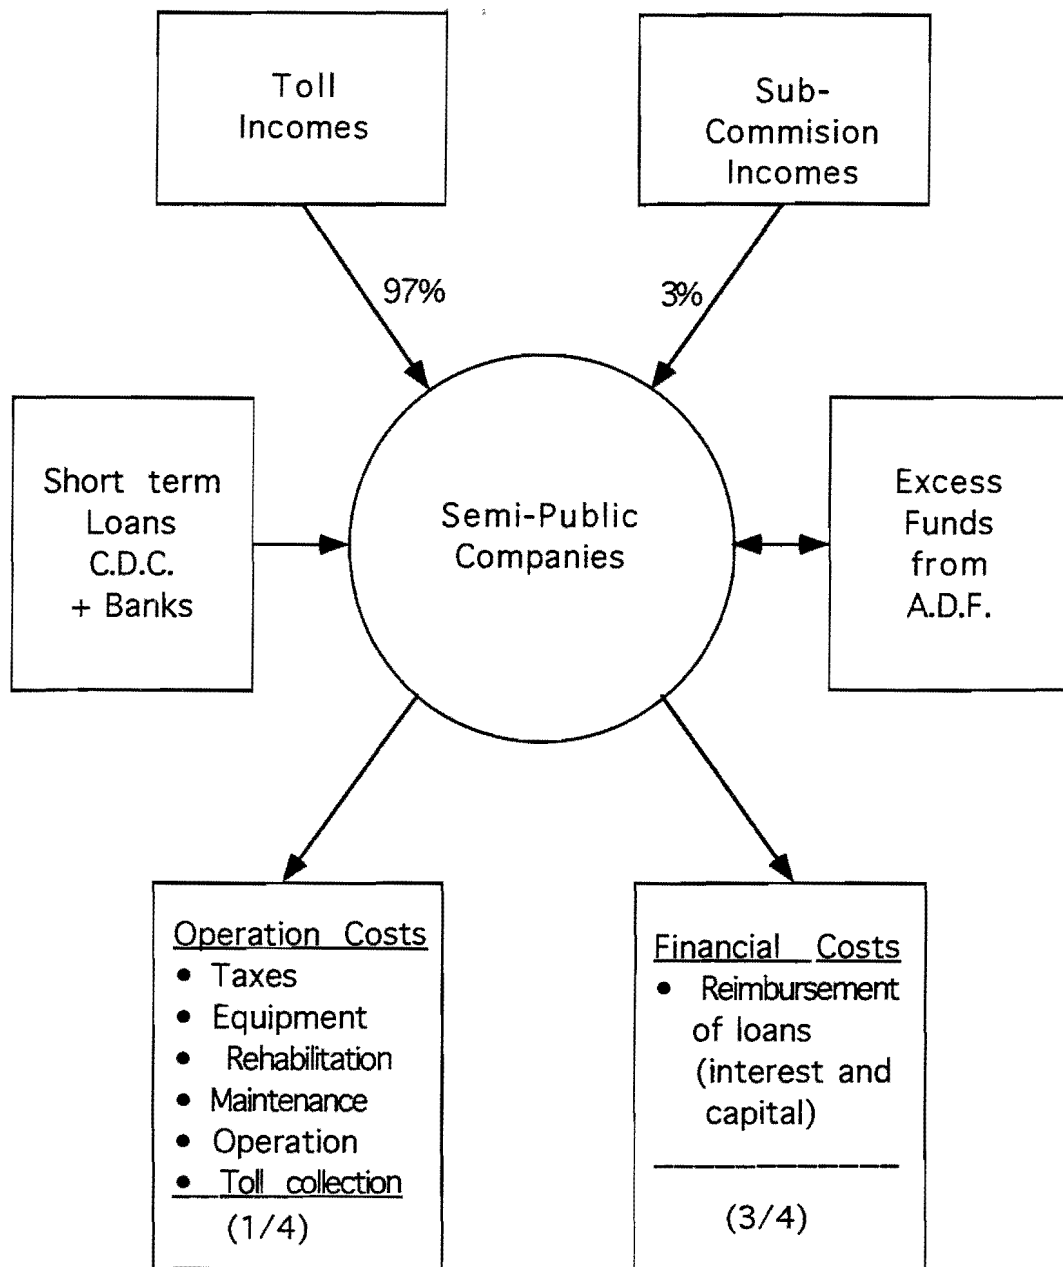 Toll
Incomes
Sub-
Commision
Incomes
97%
3%
Short term
Loans
C.D.C.
+ Banks
Semi-Public
Companies
Excess
Funds
from
A.D.F.
Operation Costs
• Taxes
• Equipment
• Rehabilitation
• Maintenance
• Operation
• Toll collection
(1/4)
Financial Costs
• Reimbursement
of loans
(interest and
capital)
(3/4)